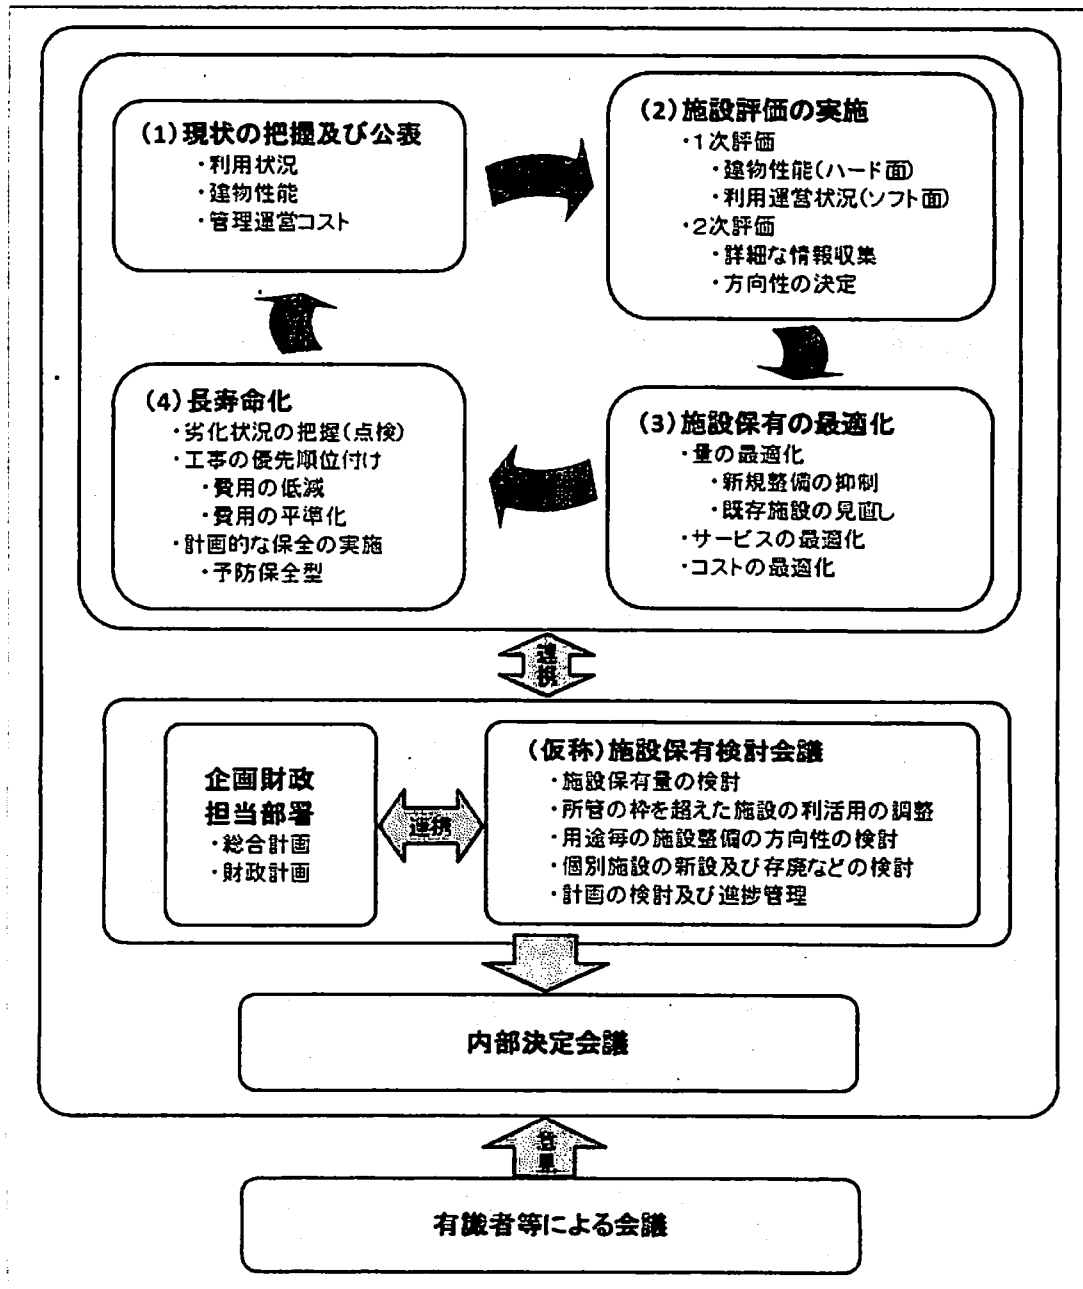 (1)現状の把握及び公表
・利用状況
・建物性能
・管理運営コスト
(2)施設評価の実施
・1次評価
・建物性能(ハード面)
・利用運営状況(ソフト面)
・2次評価
・詳細な情報収集
・方向性の決定
(3)施設保有の最適化
・量の最適化
・新規整備の抑制
・既存施設の見直し
・サービスの最適化
・コストの最適化
(4)長寿命化
・劣化状況の把握(点検)
・工事の優先順位付け
・費用の低減
・費用の平準化
・計画的な保全の実施
・予防保全型
連携
企画財政
担当部署
・総合計画
・財政計画
連携
(仮称)施設保有検討会議
・施設保有量の検討
・所管の枠を超えた施設の利活用の調整
・用途毎の施設整備の方向性の検討
・個別施設の新設及び存廃などの検討
・計画の検討及び進捗管理
内部決定会議
意見
有識者等による会議